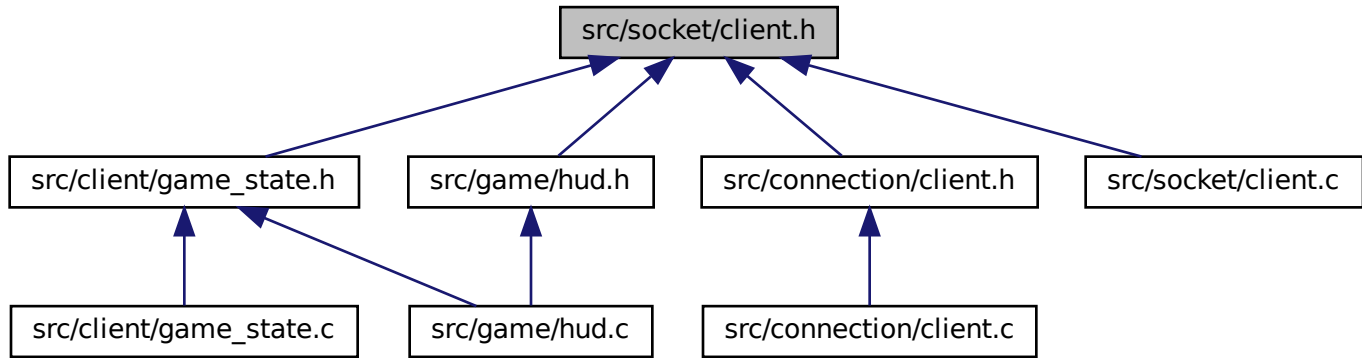 src/socket/client.h
src/client/game_state.h
src/game/hud.h
src/connection/client.h
src/socket/client.c
src/client/game_state.c
src/game/hud.c
src/connection/client.c